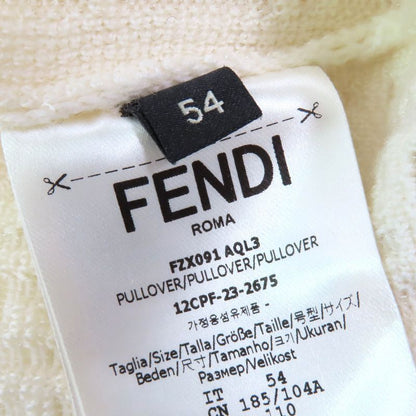 54
FENDI
ROMA
FZX091 AQL3
PULLOVER/PULLOVER/PULLOVER
12CPF-23-2675
가정용섬유제품 -
Taglia/Size/Talla/Größe/Taille/号型/サイズ/
Beden/尺寸/Tamanho/크기/Ukuran/
Размер/Velikost
IT 54
CN 185/104A
110